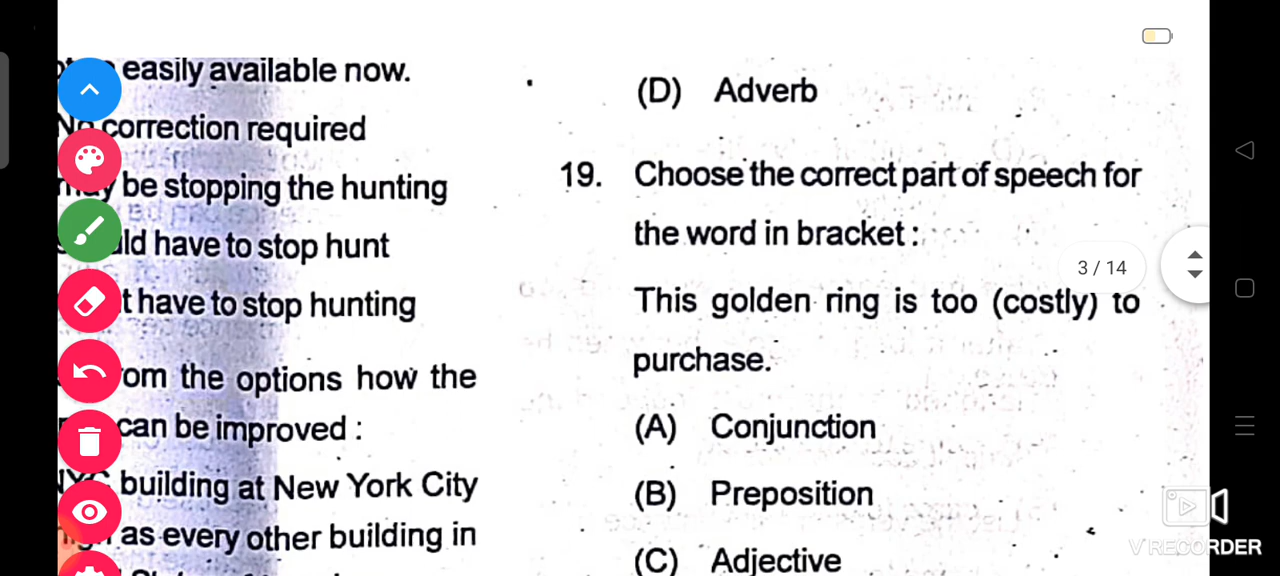 easily available now.
correction required
be stopping the hunting
have to stop hunt
have to stop hunting
the options how the
can be improved :
building at New York City
as every other building in
(D) Adverb
19. Choose the correct part of speech for
the word in bracket :
This golden ring is too (costly) to
purchase.
(A) Conjunction
(B) Preposition
(C) Adjective
3 / 14
V RECORDER